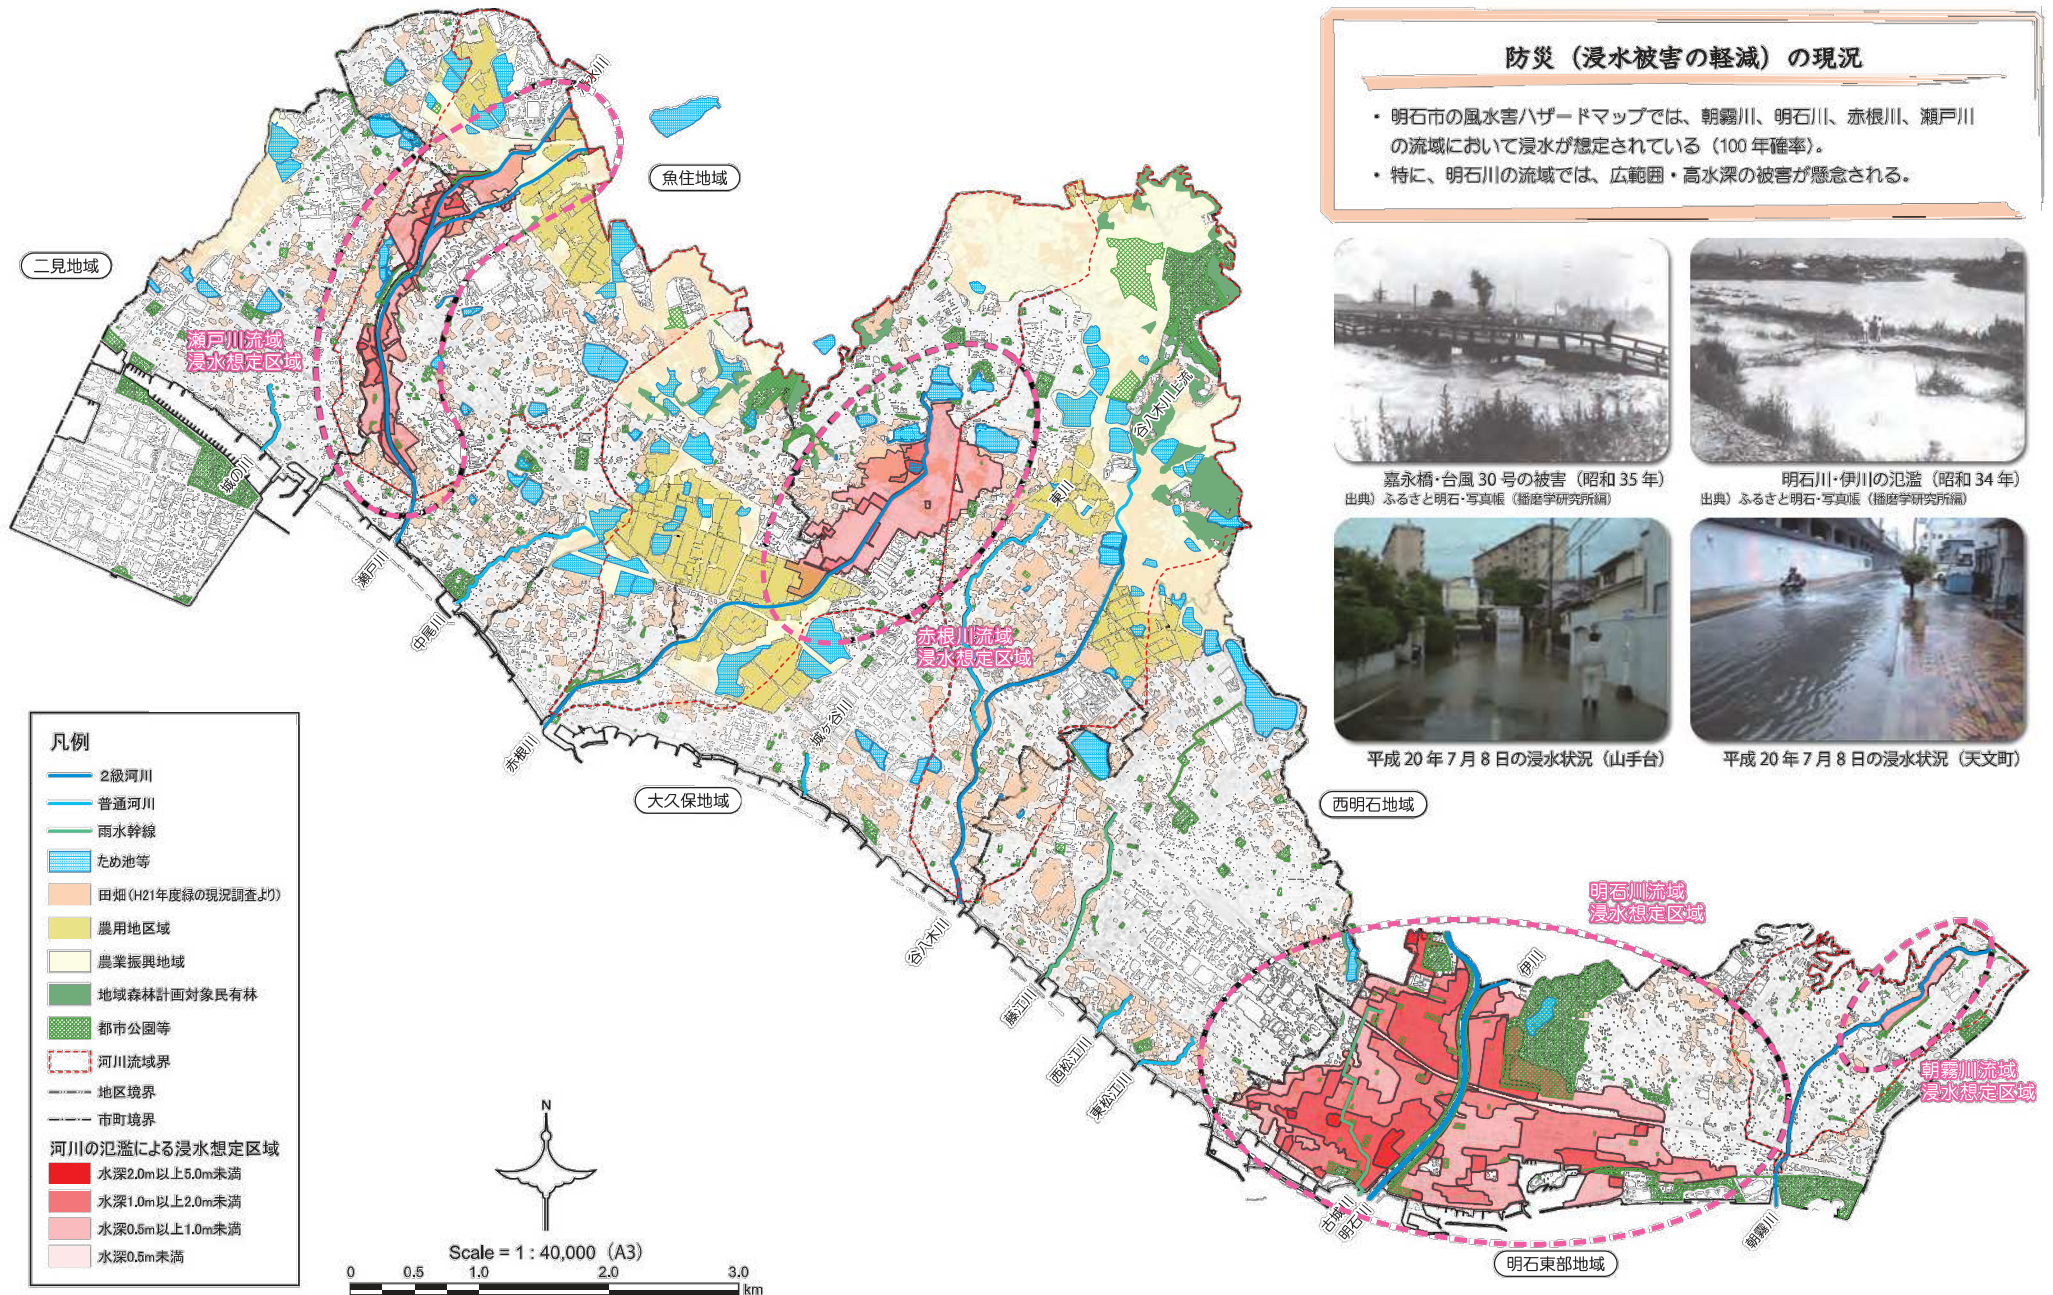 防災（浸水被害の軽減）の現況
・ 明石市の風水害ハザードマップでは、朝霧川、明石川、赤根川、瀬戸川
の流域において浸水が想定されている（100 年確率）。
・ 特に、明石川の流域では、広範囲・高水深の被害が懸念される。
魚住地域
二見地域
瀬戸川流域
浸水想定区域
城の川
瀬戸川
中尾川
赤根川
谷八木川上流
東川
赤根川流域
浸水想定区域
城ヶ谷川
大久保地域
西明石地域
谷八木川
藤江川
西松江川
東松江川
明石川流域
浸水想定区域
伊川
朝霧川流域
浸水想定区域
古城川
明石川
朝霧川
明石東部地域
嘉永橋・台風 30 号の被害（昭和 35 年）
出典）ふるさと明石・写真帳（播磨学研究所編）
明石川・伊川の氾濫（昭和 34 年）
出典）ふるさと明石・写真帳（播磨学研究所編）
平成 20 年 7 月 8 日の浸水状況（山手台）
平成 20 年 7 月 8 日の浸水状況（天文町）
凡例
2級河川
普通河川
雨水幹線
ため池等
田畑（H21年度緑の現況調査より）
農用地区域
農業振興地域
地域森林計画対象民有林
都市公園等
河川流域界
地区境界
市町境界
河川の氾濫による浸水想定区域
水深2.0m以上5.0m未満
水深1.0m以上2.0m未満
水深0.5m以上1.0m未満
水深0.5m未満
N
Scale = 1 : 40,000（A3）
0 0.5 1.0 2.0 3.0
km